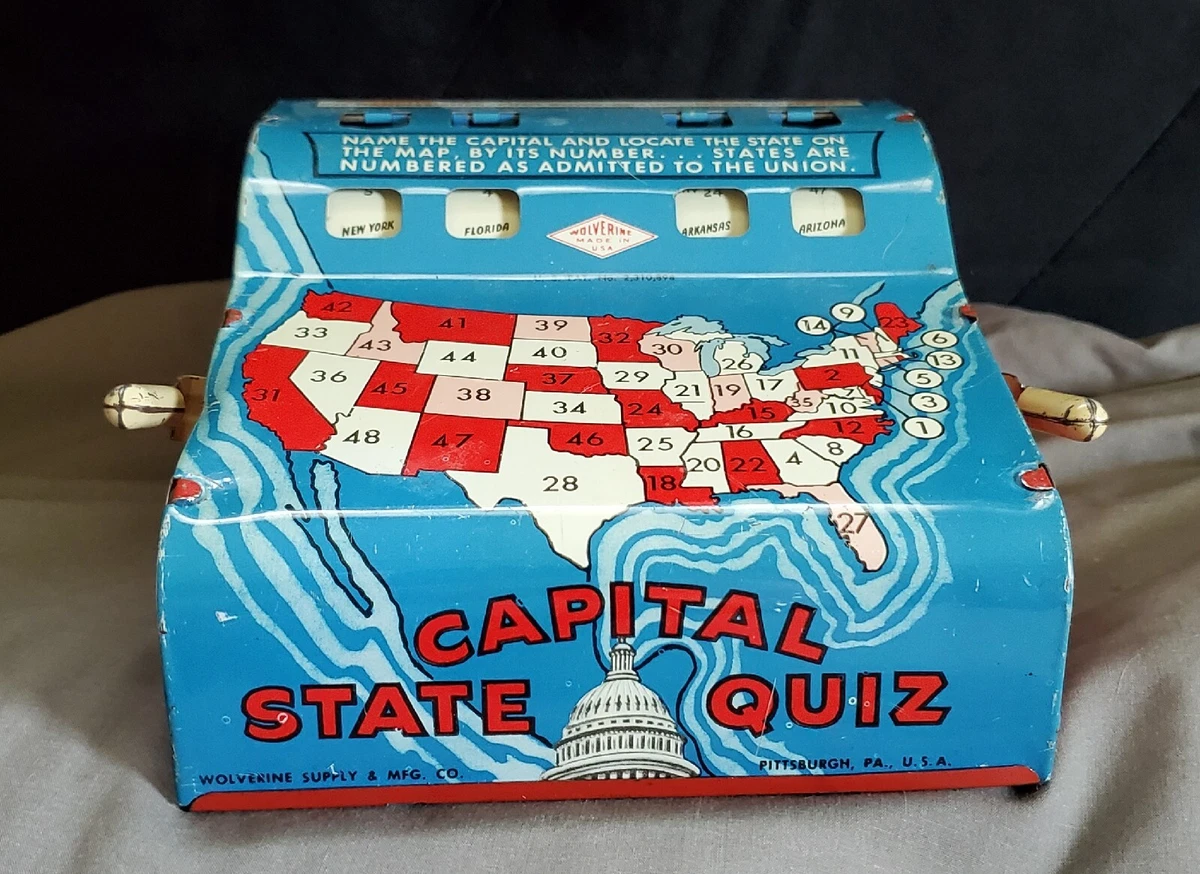 NAME THE CAPITAL AND LOCATE THE STATE ON
THE MAP, BY ITS NUMBER. . . STATES ARE
NUMBERED AS ADMITTED TO THE UNION.
24 47
NEW YORK FLORIDA ARKANSAS ARIZONA
WOLVERINE
MADE IN
USA
42 41 39 32 14 9 23
33 43 44 40 30 26 11 6
36 45 38 37 29 21 19 17 2 13
31 34 24 15 35 10 5
48 47 46 25 16 12 3
28 18 20 22 4 8 1
27
CAPITAL
STATE QUIZ
WOLVERINE SUPPLY & MFG. CO. PITTSBURGH, PA., U.S.A.